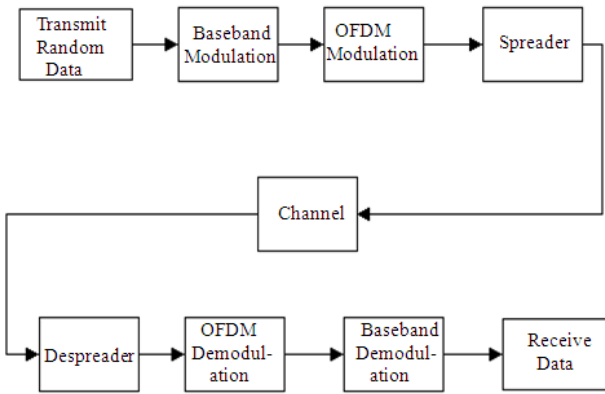 Transmit
Random
Data
Baseband
Modulation
OFDM
Modulation
Spreader
Channel
Despreader
OFDM
Demodul-
ation
Baseband
Demodul-
ation
Receive
Data